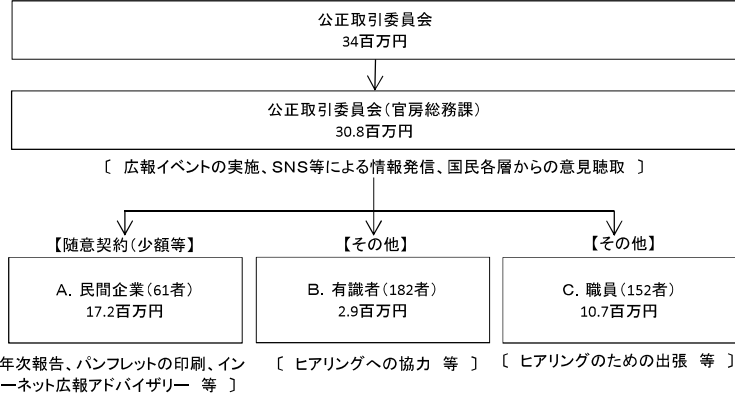 公正取引委員会
34百万円
公正取引委員会(官房総務課)
30.8百万円
〔 広報イベントの実施、SNS等による情報発信、国民各層からの意見聴取 〕
【随意契約(少額等】
【その他】
【その他】
A. 民間企業(61者)
17.2百万円
B. 有識者(182者)
2.9百万円
C. 職員(152者)
10.7百万円
年次報告、パンフレットの印刷、イン
ーネット広報アドバイザリー 等 〕
〔 ヒアリングへの協力 等 〕
〔 ヒアリングのための出張 等 〕